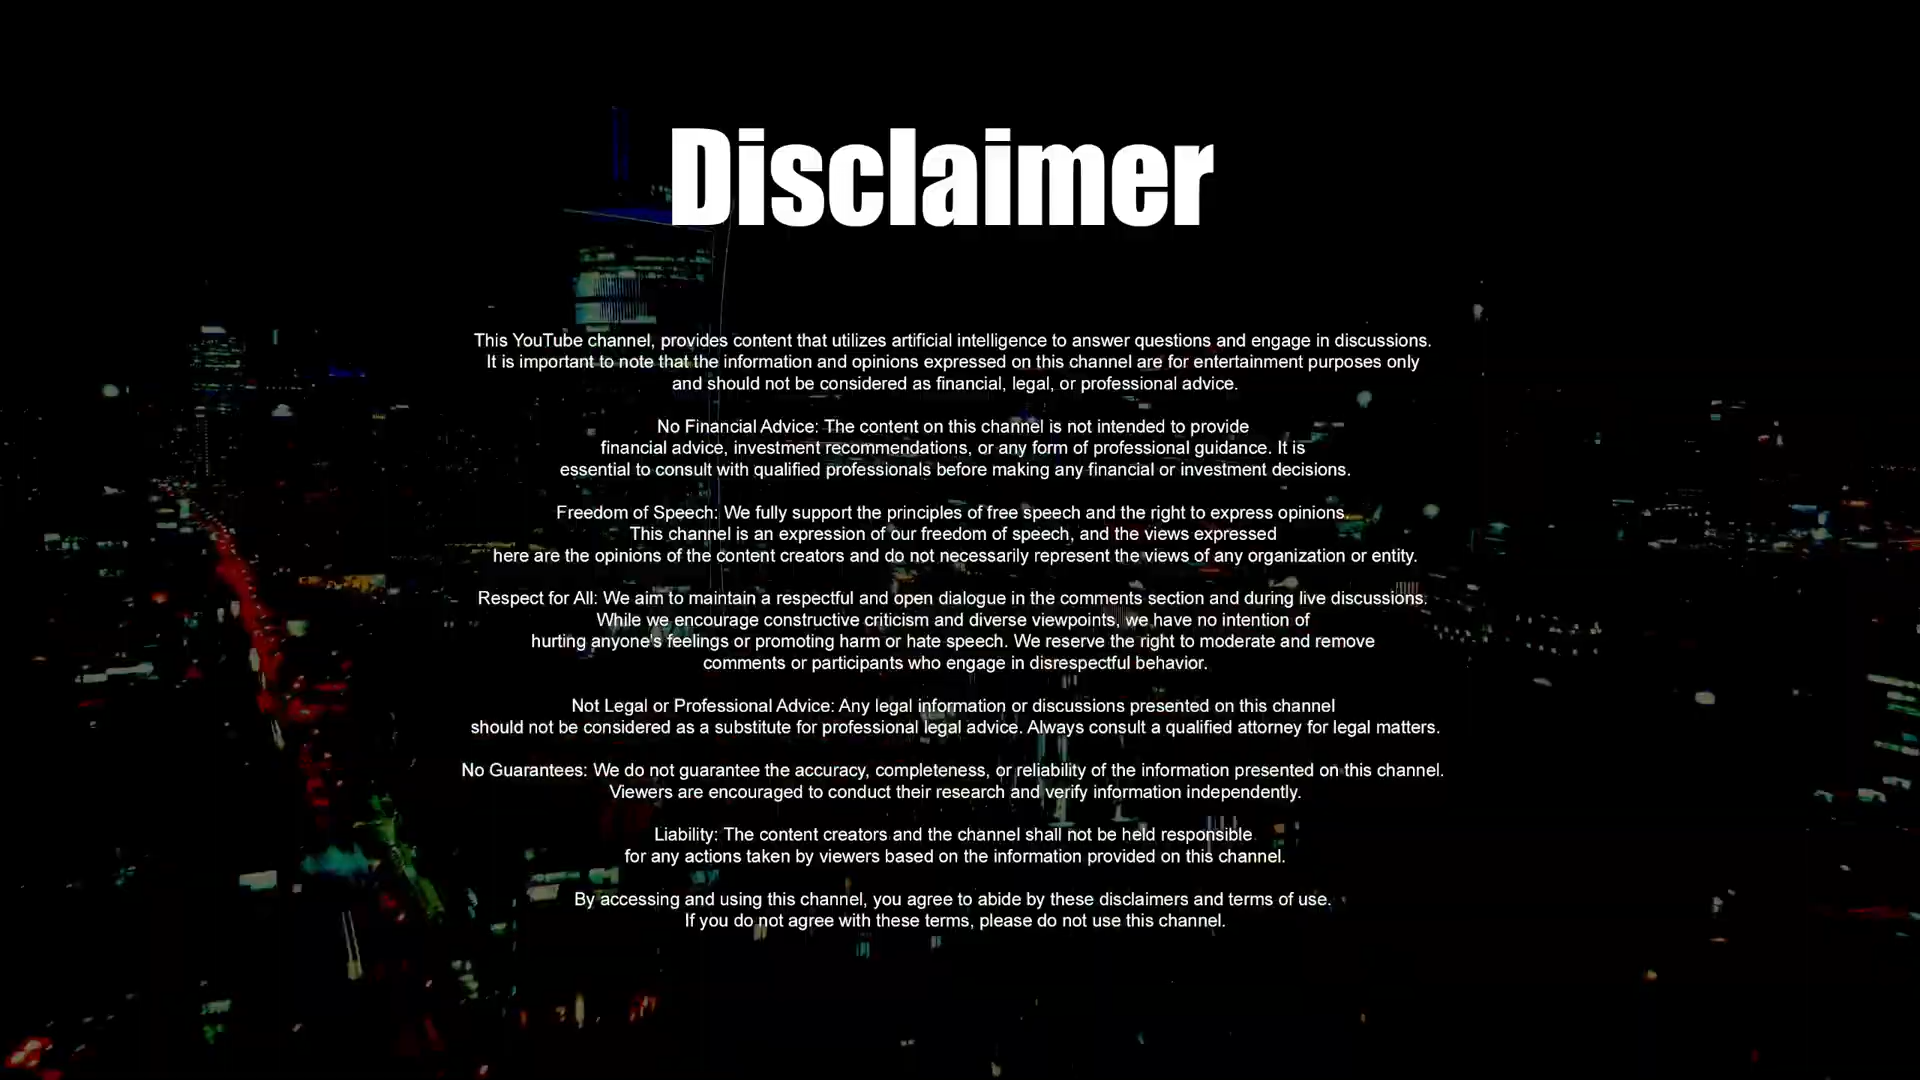 Disclaimer
This YouTube channel, provides content that utilizes artificial intelligence to answer questions and engage in discussions.
It is important to note that the information and opinions expressed on this channel are for entertainment purposes only
and should not be considered as financial, legal, or professional advice.
No Financial Advice: The content on this channel is not intended to provide
financial advice, investment recommendations, or any form of professional guidance. It is
essential to consult with qualified professionals before making any financial or investment decisions.
Freedom of Speech: We fully support the principles of free speech and the right to express opinions.
This channel is an expression of our freedom of speech, and the views expressed
here are the opinions of the content creators and do not necessarily represent the views of any organization or entity.
Respect for All: We aim to maintain a respectful and open dialogue in the comments section and during live discussions.
While we encourage constructive criticism and diverse viewpoints, we have no intention of
hurting anyone's feelings or promoting harm or hate speech. We reserve the right to moderate and remove
comments or participants who engage in disrespectful behavior.
Not Legal or Professional Advice: Any legal information or discussions presented on this channel
should not be considered as a substitute for professional legal advice. Always consult a qualified attorney for legal matters.
No Guarantees: We do not guarantee the accuracy, completeness, or reliability of the information presented on this channel.
Viewers are encouraged to conduct their research and verify information independently.
Liability: The content creators and the channel shall not be held responsible
for any actions taken by viewers based on the information provided on this channel.
By accessing and using this channel, you agree to abide by these disclaimers and terms of use.
If you do not agree with these terms, please do not use this channel.